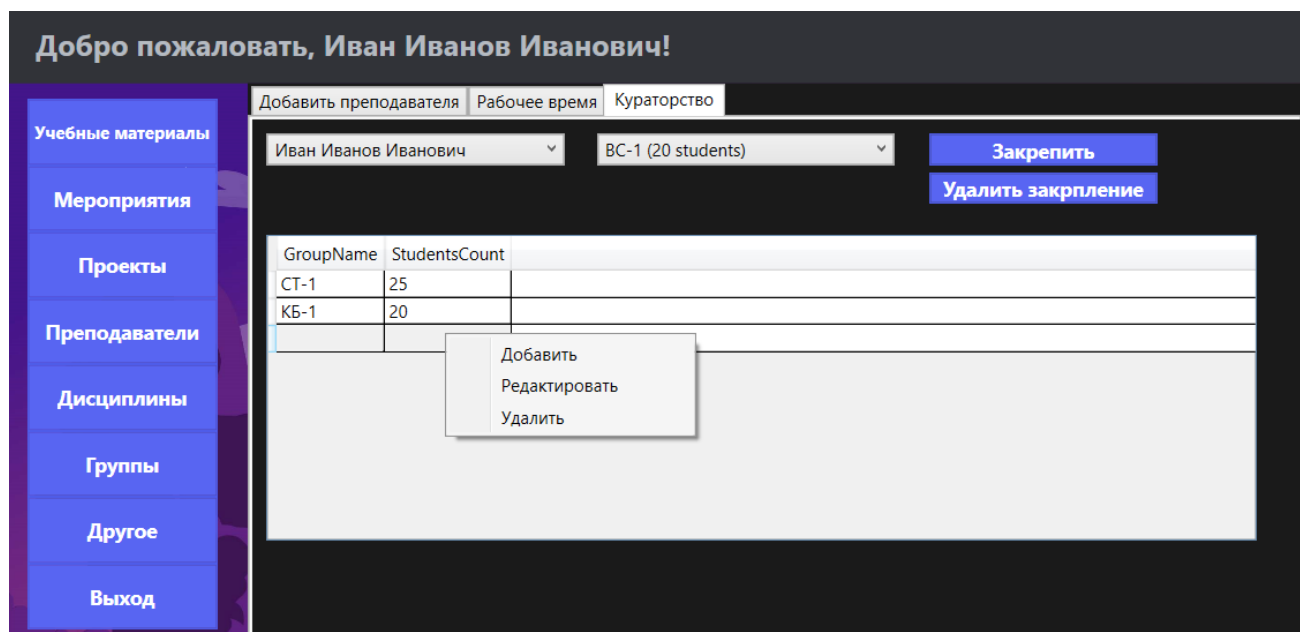 Добро пожаловать, Иван Иванов Иванович!
Учебные материалы
Мероприятия
Проекты
Преподаватели
Дисциплины
Группы
Другое
Выход
Добавить преподавателя Рабочее время Кураторство
Иван Иванов Иванович ВС-1 (20 students) Закрепить
Удалить закрпление
GroupName StudentsCount
СТ-1 25
КБ-1 20
Добавить
Редактировать
Удалить